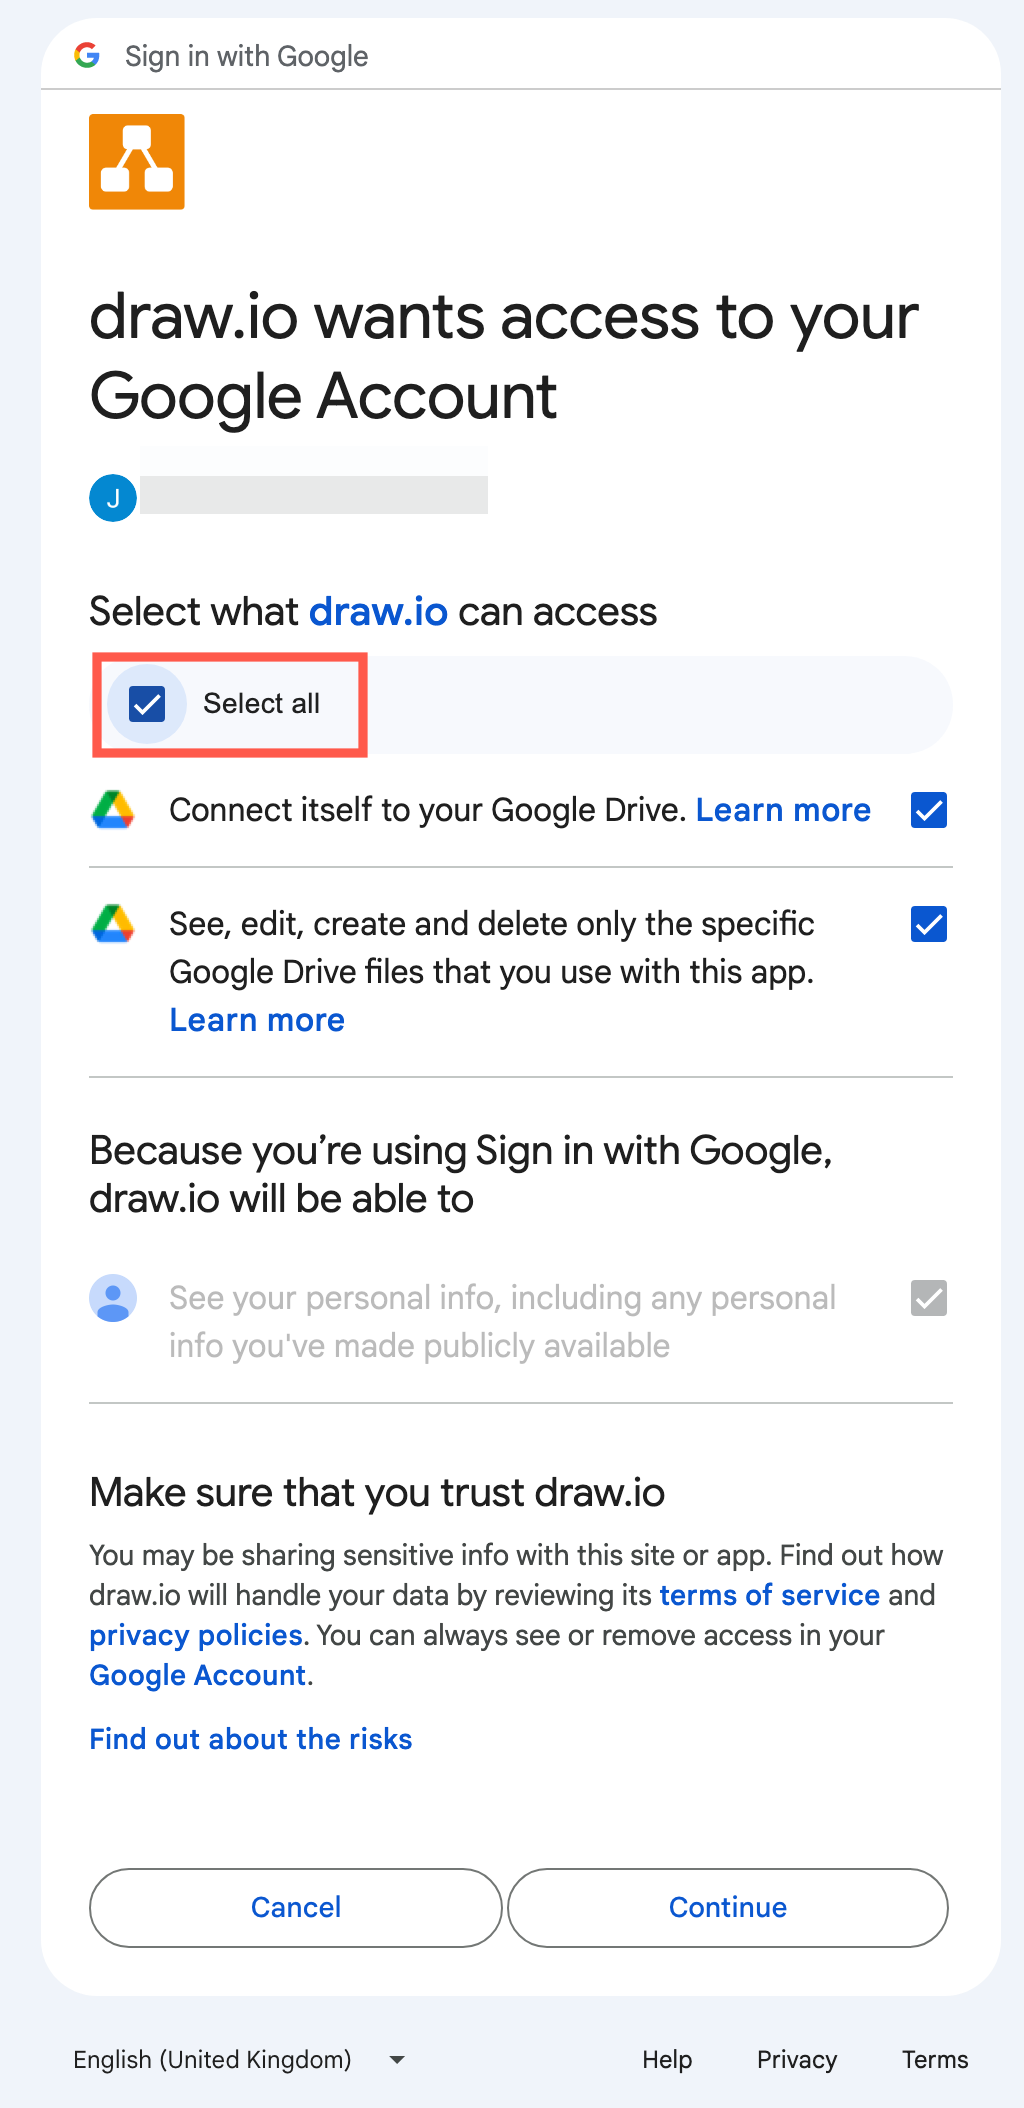 Sign in with Google
draw.io wants access to your
Google Account
J
Select what draw.io can access
Select all
Connect itself to your Google Drive. Learn more
See, edit, create and delete only the specific
Google Drive files that you use with this app.
Learn more
Because you’re using Sign in with Google,
draw.io will be able to
See your personal info, including any personal
info you've made publicly available
Make sure that you trust draw.io
You may be sharing sensitive info with this site or app. Find out how
draw.io will handle your data by reviewing its terms of service and
privacy policies. You can always see or remove access in your
Google Account.
Find out about the risks
Cancel Continue
English (United Kingdom) Help Privacy Terms